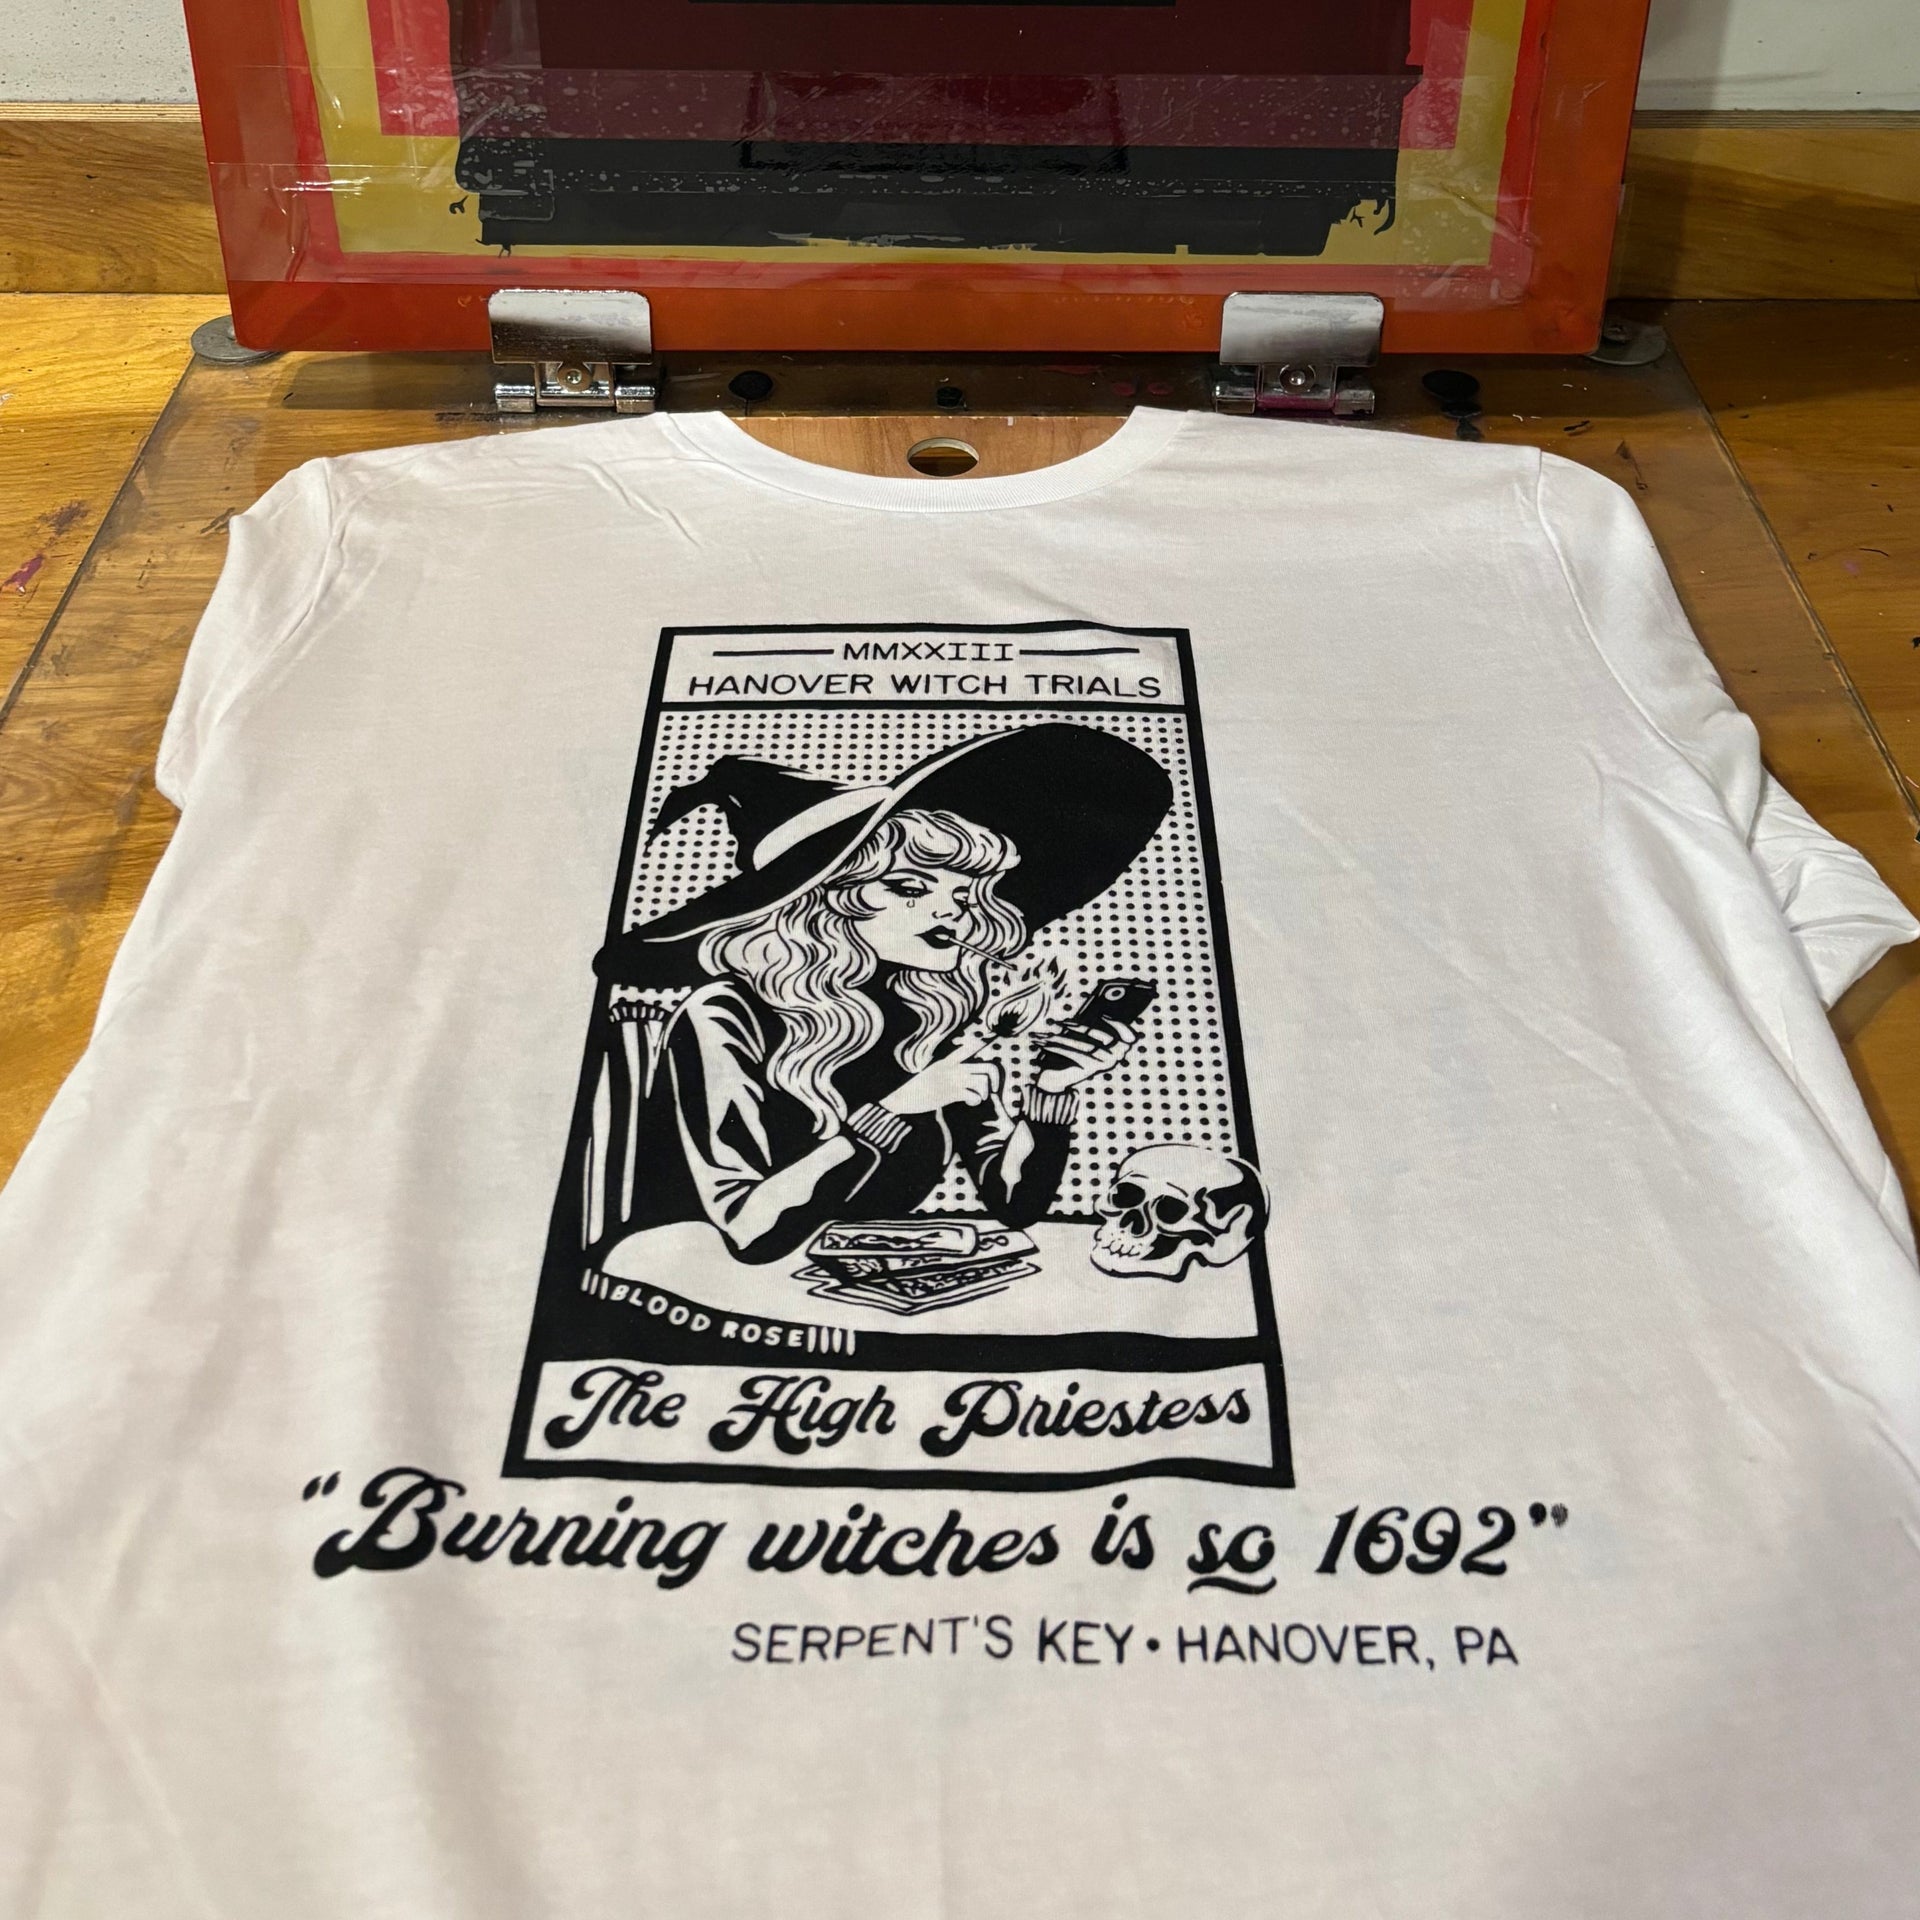 MMXXIII
HANOVER WITCH TRIALS
BLOOD ROSE
The High Priestess
"Burning witches is so 1692"
SERPENT'S KEY • HANOVER, PA